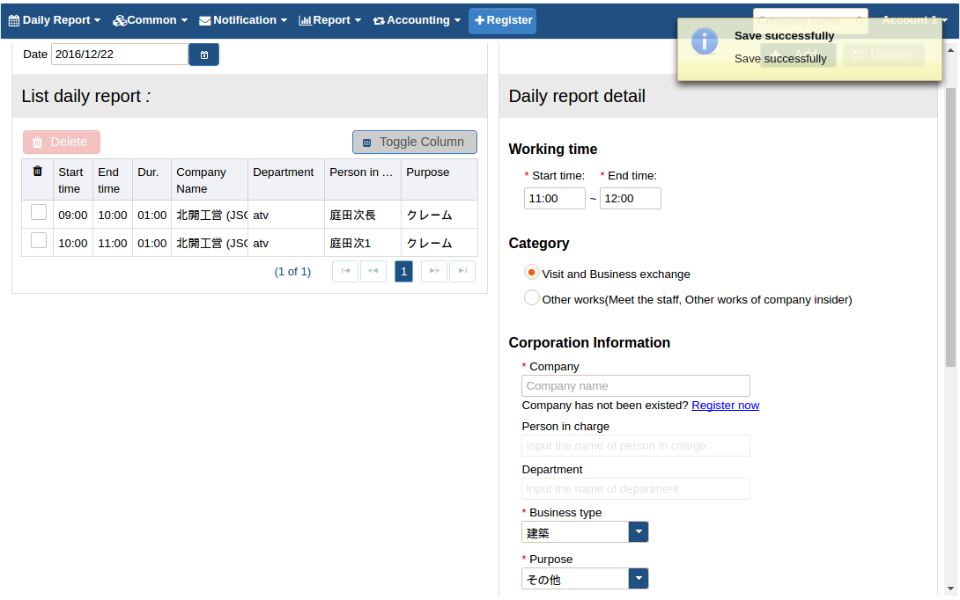 Daily Report Common Notification Report Accounting + Register Company name Account 1
Save successfully
Save successfully
+ Add Update
Date 2016/12/22
List daily report :
Delete Toggle Column
Start time End time Dur. Company Name Department Person in ... Purpose
09:00 10:00 01:00 北開工営 (JSC atv 庭田次長 クレーム
10:00 11:00 01:00 北開工営 (JSC atv 庭田次1 クレーム
(1 of 1) 1
Daily report detail
Working time
* Start time: * End time:
11:00 ~ 12:00
Category
Visit and Business exchange
Other works(Meet the staff, Other works of company insider)
Corporation Information
* Company
Company name
Company has not been existed? Register now
Person in charge
Input the name of person in charge
Department
Input the name of department
* Business type
建築
* Purpose
その他